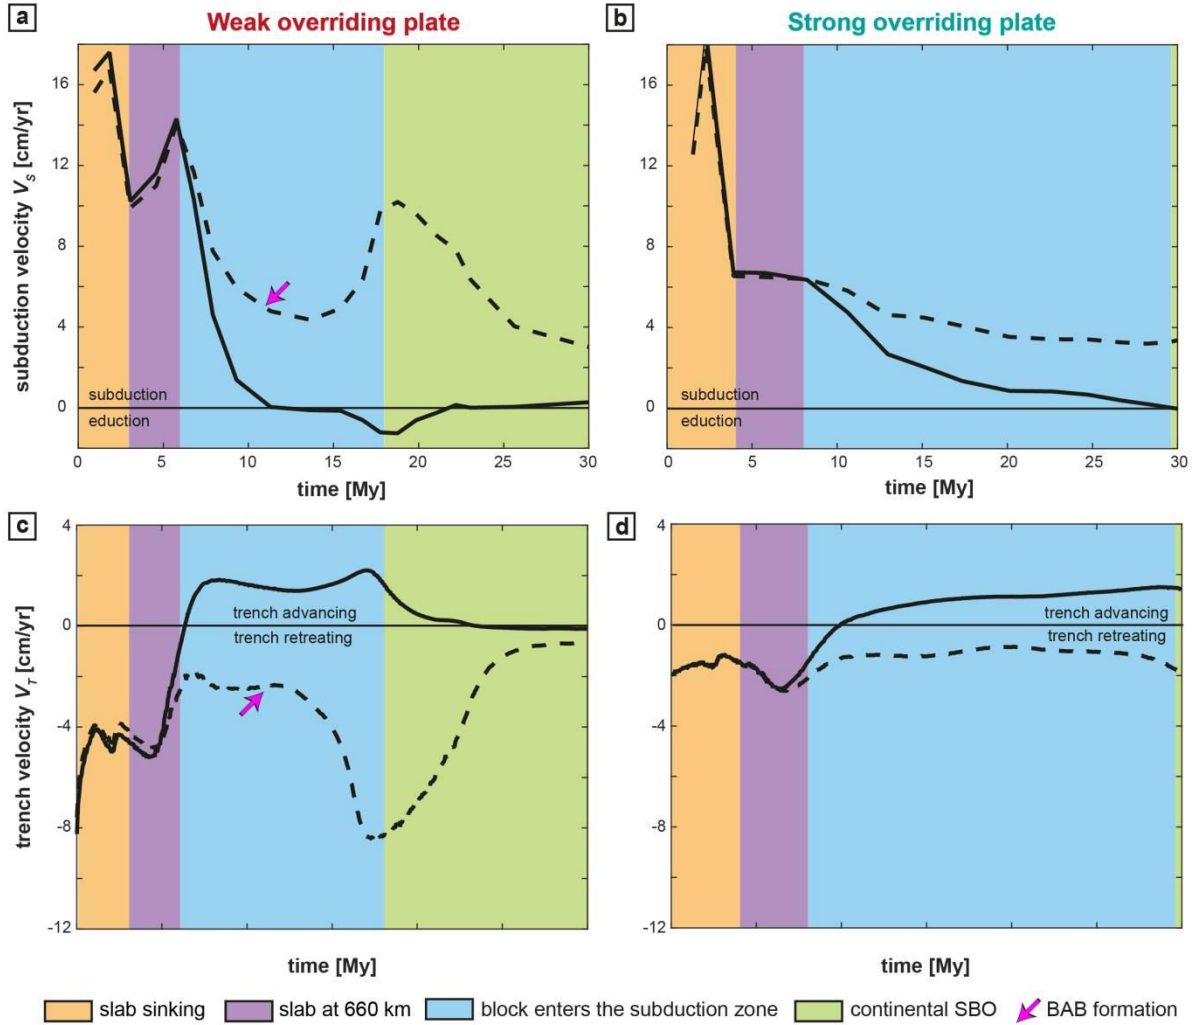 a
Weak overriding plate
b
Strong overriding plate
subduction velocity V_S [cm/yr]
16
12
8
4
0
subduction
eduction
0 5 10 15 20 25 30
time [My]
16
12
8
4
0
subduction
eduction
0 5 10 15 20 25 30
time [My]
c
trench velocity V_T [cm/yr]
4
0
-4
-8
-12
trench advancing
trench retreating
time [My]
d
4
0
-4
-8
-12
trench advancing
trench retreating
time [My]
slab sinking
slab at 660 km
block enters the subduction zone
continental SBO
BAB formation